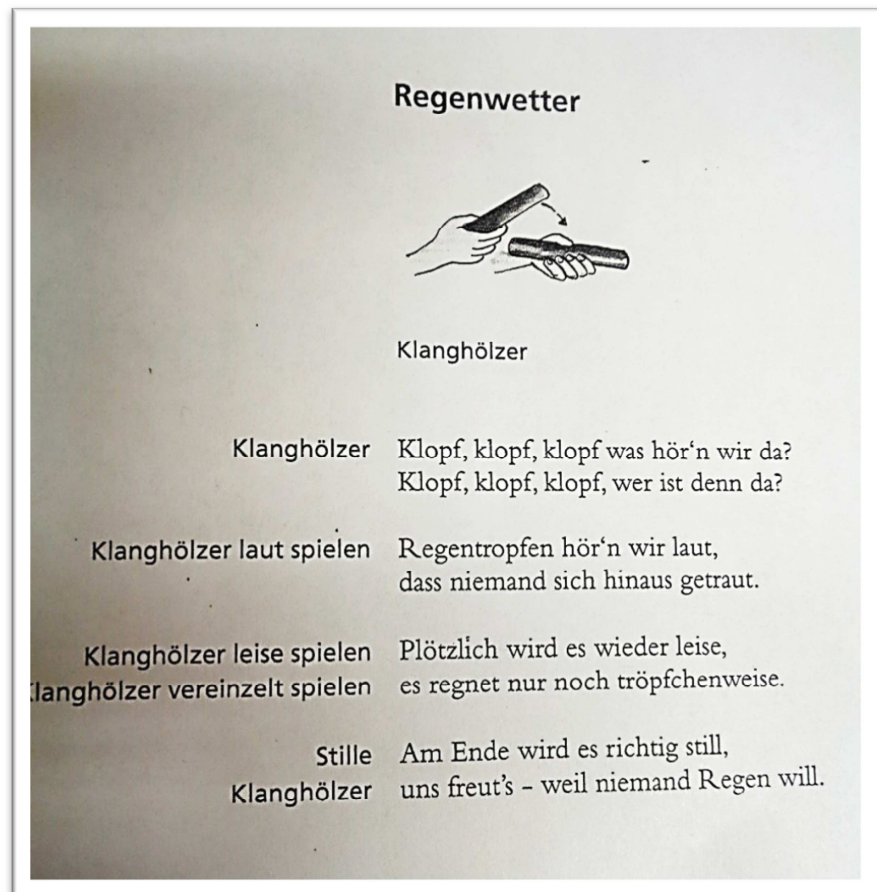 Regenwetter
Klanghölzer
Klanghölzer Klopf, klopf, klopf was hör‘n wir da?
Klopf, klopf, klopf, wer ist denn da?
Klanghölzer laut spielen Regentropfen hör‘n wir laut,
dass niemand sich hinaus getraut.
Klanghölzer leise spielen Plötzlich wird es wieder leise,
langhölzer vereinzelt spielen es regnet nur noch tröpfchenweise.
Stille Am Ende wird es richtig still,
Klanghölzer uns freut’s – weil niemand Regen will.